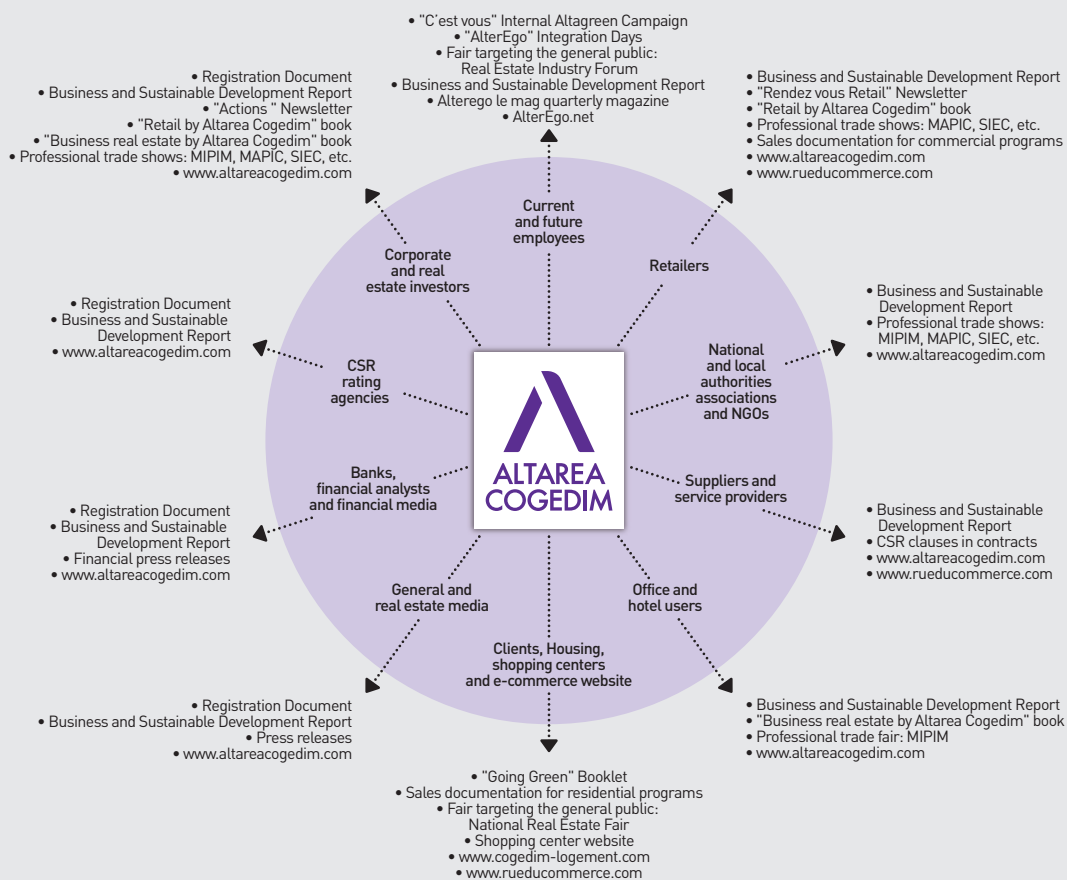 • "C'est vous" Internal Altagreen Campaign
• "AlterEgo" Integration Days
• Fair targeting the general public:
Real Estate Industry Forum
• Business and Sustainable Development Report
• Alterego le mag quarterly magazine
• AlterEgo.net
• Registration Document
• Business and Sustainable Development Report
• "Actions " Newsletter
• "Retail by Altarea Cogedim" book
• "Business real estate by Altarea Cogedim" book
• Professional trade shows: MIPIM, MAPIC, SIEC, etc.
• www.altareacogedim.com
• Business and Sustainable Development Report
• "Rendez vous Retail" Newsletter
• "Retail by Altarea Cogedim" book
• Professional trade shows: MAPIC, SIEC, etc.
• Sales documentation for commercial programs
• www.altareacogedim.com
• www.rueducommerce.com
Current
and future
employees
Corporate
and real
estate investors
Retailers
• Registration Document
• Business and Sustainable
Development Report
• www.altareacogedim.com
CSR
rating
agencies
National
and local
authorities
associations
and NGOs
• Business and Sustainable
Development Report
• Professional trade shows:
MIPIM, MAPIC, SIEC, etc.
• www.altareacogedim.com
ALTAREA
COGEDIM
Banks,
financial analysts
and financial media
Suppliers and
service providers
• Registration Document
• Business and Sustainable
Development Report
• Financial press releases
• www.altareacogedim.com
• Business and Sustainable
Development Report
• CSR clauses in contracts
• www.altareacogedim.com
• www.rueducommerce.com
General and
real estate media
Office and
hotel users
Clients, Housing,
shopping centers
and e-commerce website
• Registration Document
• Business and Sustainable Development Report
• Press releases
• www.altareacogedim.com
• Business and Sustainable Development Report
• "Business real estate by Altarea Cogedim" book
• Professional trade fair: MIPIM
• www.altareacogedim.com
• "Going Green" Booklet
• Sales documentation for residential programs
• Fair targeting the general public:
National Real Estate Fair
• Shopping center website
• www.cogedim-logement.com
• www.rueducommerce.com